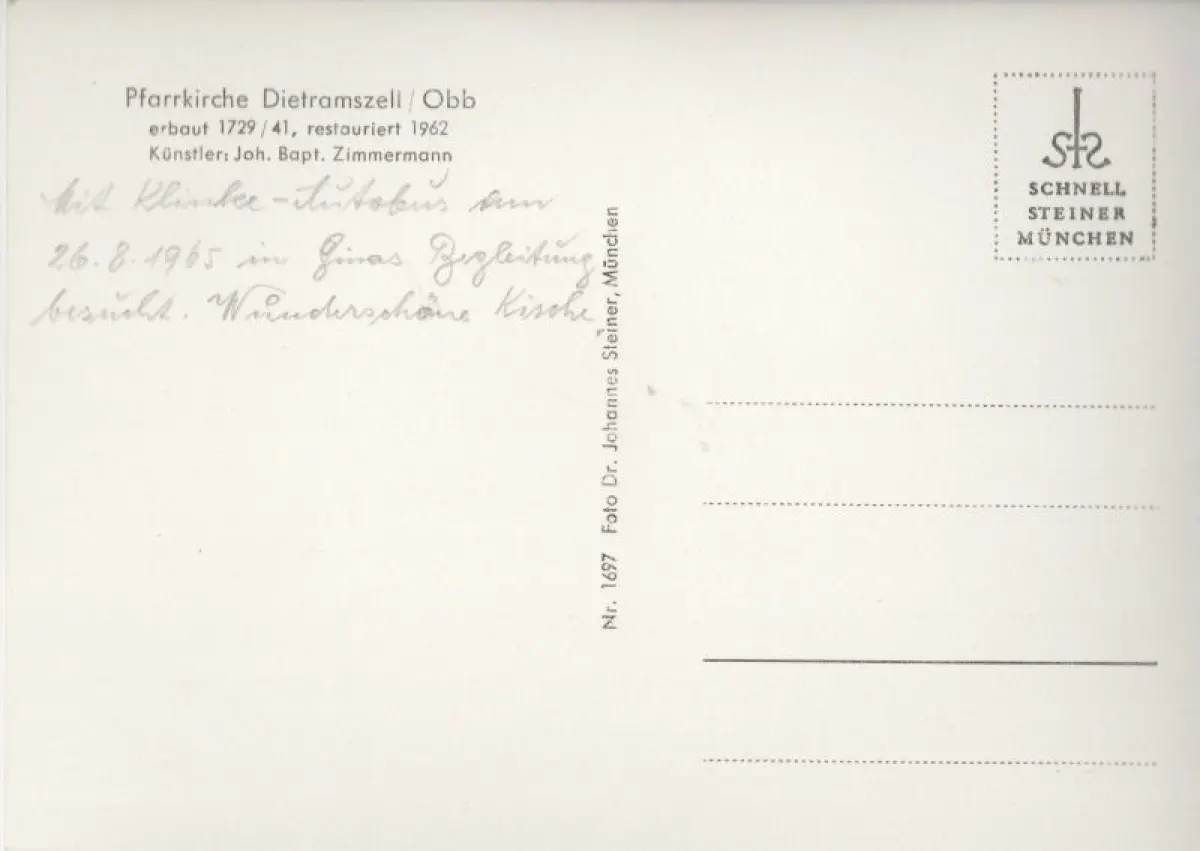 Pfarrkirche Dietramszell / Obb
erbaut 1729/41, restauriert 1962
Künstler: Joh. Bapt. Zimmermann
Mit Klinke-Autobus am
26.8.1965 in Ginas Begleitung
besucht. Wunderschöne Kirche
Nr. 1697 Foto Dr. Johannes Steiner, München
SCHNELL
STEINER
MÜNCHEN